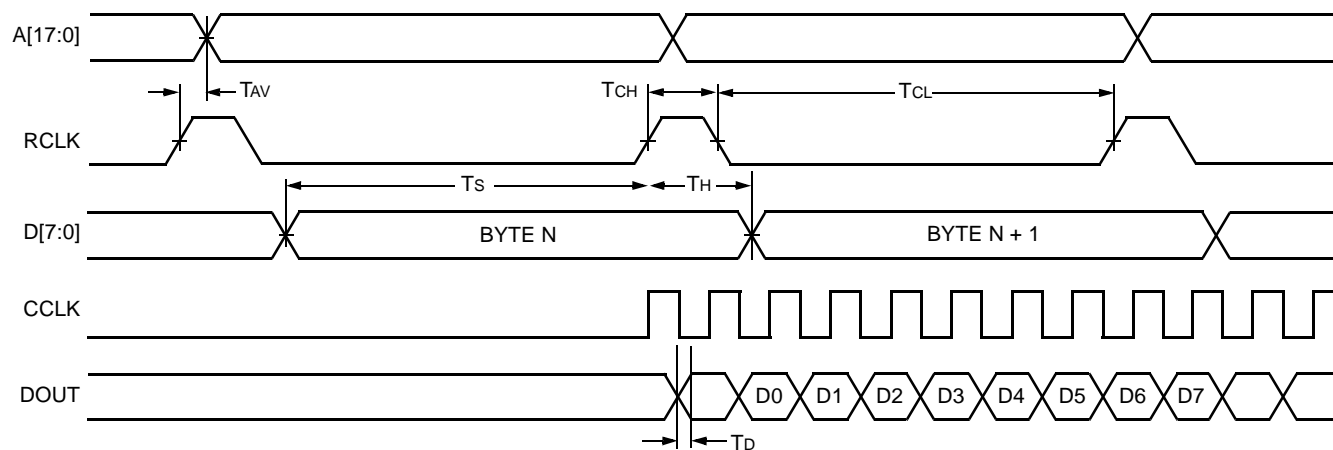 A[17:0]
TAV
TCH
TCL
RCLK
TS
TH
D[7:0]
BYTE N
BYTE N + 1
CCLK
DOUT
D0 D1 D2 D3 D4 D5 D6 D7
TD